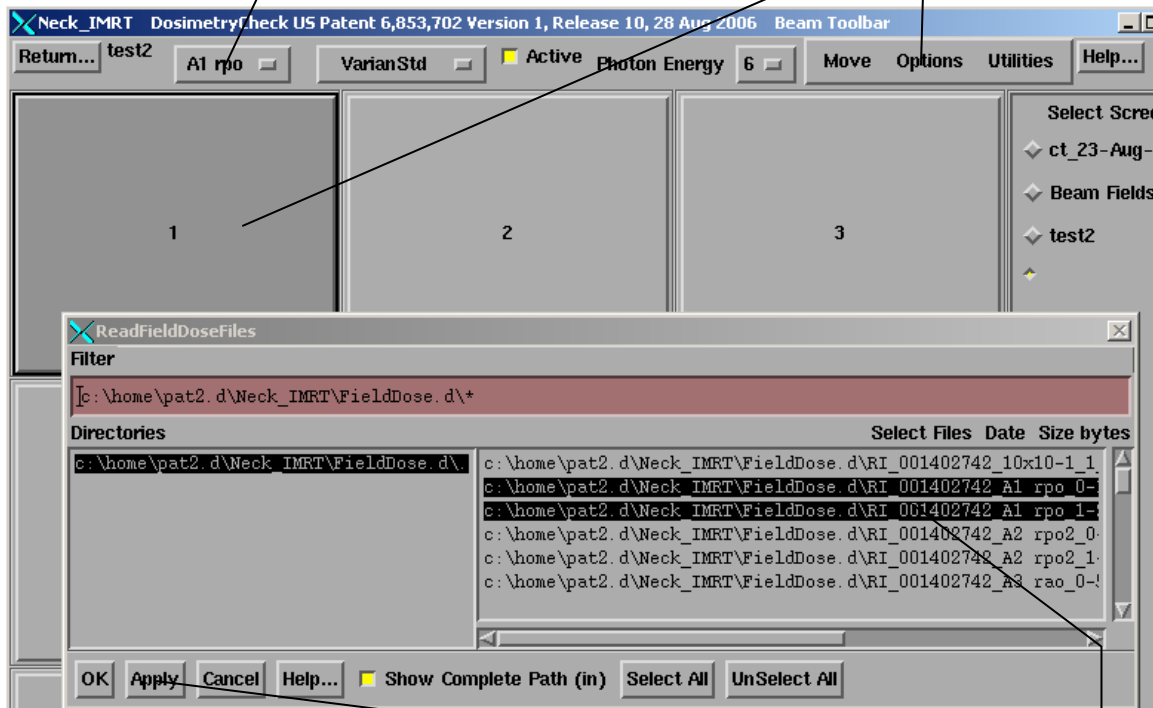 Neck_IMRT DosimetryCheck US Patent 6,853,702 Version 1, Release 10, 28 Aug 2006 Beam Toolbar
Return... test2 A1 rpo VarianStd Active Photon Energy 6 Move Options Utilities Help...
Select Scree
ct_23-Aug-
Beam Fields
test2
1 2 3
ReadFieldDoseFiles
Filter
c:\home\pat2.d\Neck_IMRT\FieldDose.d\*
Directories Select Files Date Size bytes
c:\home\pat2.d\Neck_IMRT\FieldDose.d\.
c:\home\pat2.d\Neck_IMRT\FieldDose.d\RI_001402742_10x10-1_1_
c:\home\pat2.d\Neck_IMRT\FieldDose.d\RI_001402742_A1 rpo_0-
c:\home\pat2.d\Neck_IMRT\FieldDose.d\RI_001402742_A1 rpo_1-
c:\home\pat2.d\Neck_IMRT\FieldDose.d\RI_001402742_A2 rpo2_0-
c:\home\pat2.d\Neck_IMRT\FieldDose.d\RI_001402742_A2 rpo2_1-
c:\home\pat2.d\Neck_IMRT\FieldDose.d\RI_001402742_A3 rao_0-
OK Apply Cancel Help... Show Complete Path (in) Select All UnSelect All